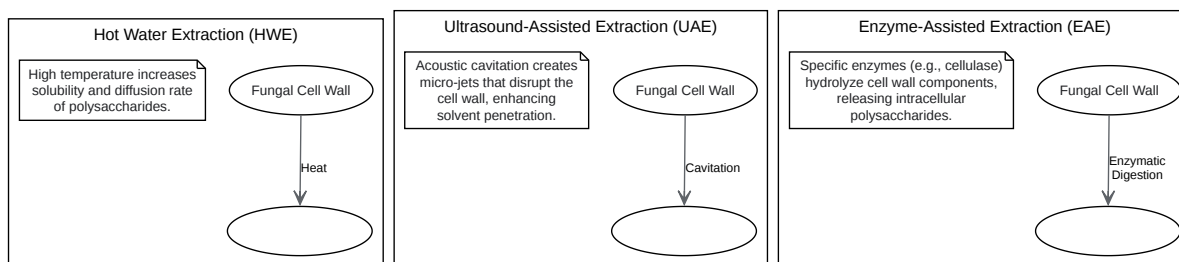 Hot Water Extraction (HWE)
High temperature increases
solubility and diffusion rate
of polysaccharides.
Fungal Cell Wall
Heat
Ultrasound-Assisted Extraction (UAE)
Acoustic cavitation creates
micro-jets that disrupt the
cell wall, enhancing
solvent penetration.
Fungal Cell Wall
Cavitation
Enzyme-Assisted Extraction (EAE)
Specific enzymes (e.g., cellulase)
hydrolyze cell wall components,
releasing intracellular
polysaccharides.
Fungal Cell Wall
Enzymatic
Digestion